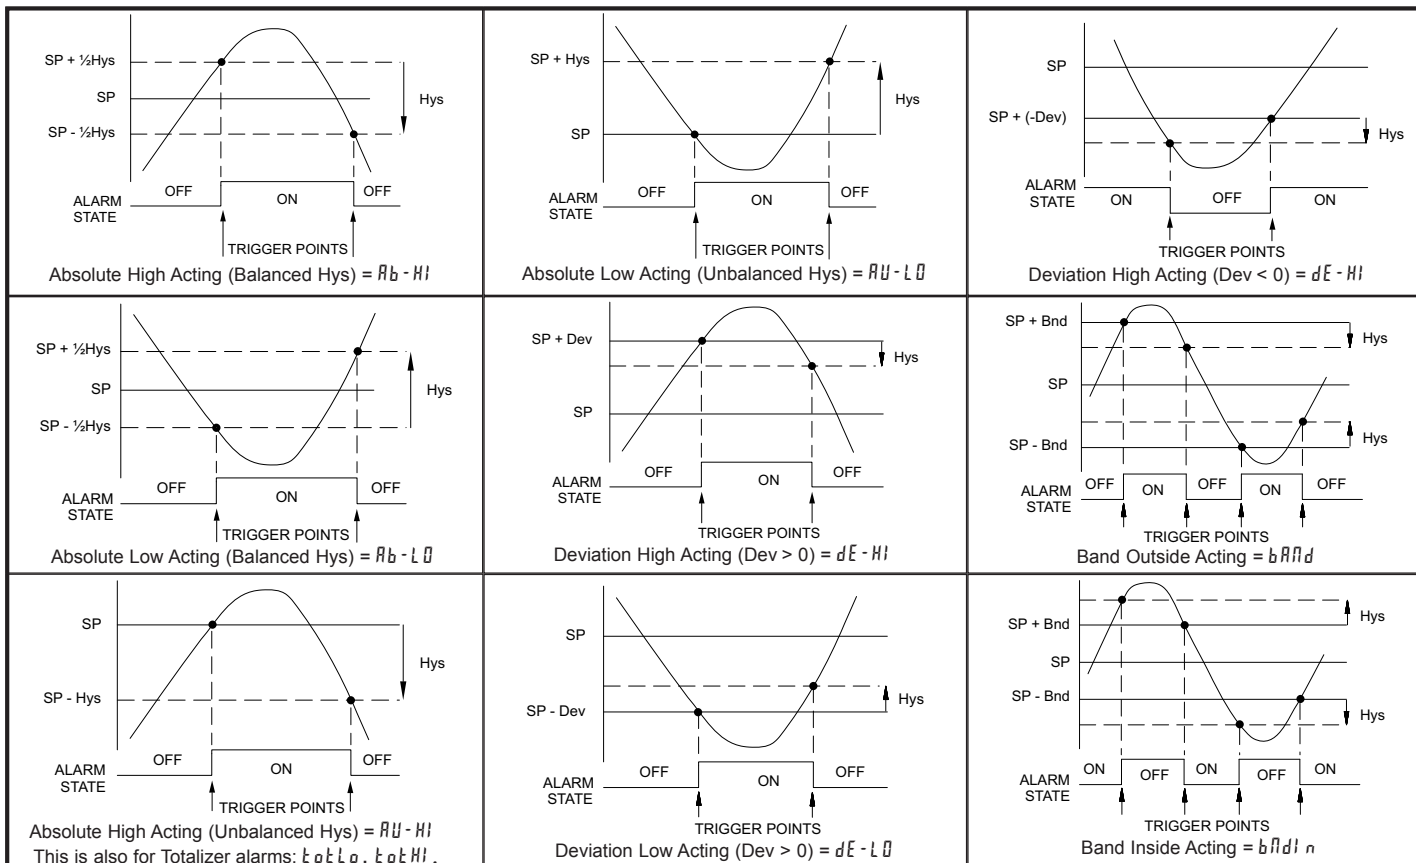 SP + ½Hys
SP
SP - ½Hys
Hys
OFF
ON
OFF
ALARM
STATE
TRIGGER POINTS
Absolute High Acting (Balanced Hys) = Ab-HI
SP + Hys
SP
Hys
OFF
ON
OFF
ALARM
STATE
TRIGGER POINTS
Absolute Low Acting (Unbalanced Hys) = AU-LO
SP
SP + (-Dev)
Hys
ALARM
STATE
ON
OFF
ON
TRIGGER POINTS
Deviation High Acting (Dev < 0) = dE-HI
SP + ½Hys
SP
SP - ½Hys
Hys
OFF
ON
OFF
ALARM
STATE
TRIGGER POINTS
Absolute Low Acting (Balanced Hys) = Ab-LO
SP + Dev
Hys
SP
OFF
ON
OFF
ALARM
STATE
TRIGGER POINTS
Deviation High Acting (Dev > 0) = dE-HI
SP + Bnd
Hys
SP
SP - Bnd
Hys
OFF
ON
OFF
ON
OFF
ALARM
STATE
TRIGGER POINTS
Band Outside Acting = bANd
SP
Hys
SP - Hys
OFF
ON
OFF
ALARM
STATE
TRIGGER POINTS
Absolute High Acting (Unbalanced Hys) = AU-HI
This is also for Totalizer alarms: totLo, totHI.
SP
Hys
SP - Dev
OFF
ON
OFF
ALARM
STATE
TRIGGER POINTS
Deviation Low Acting (Dev > 0) = dE-LO
SP + Bnd
Hys
SP
SP - Bnd
Hys
ON
OFF
ON
OFF
ON
ALARM
STATE
TRIGGER POINTS
Band Inside Acting = bNdIn